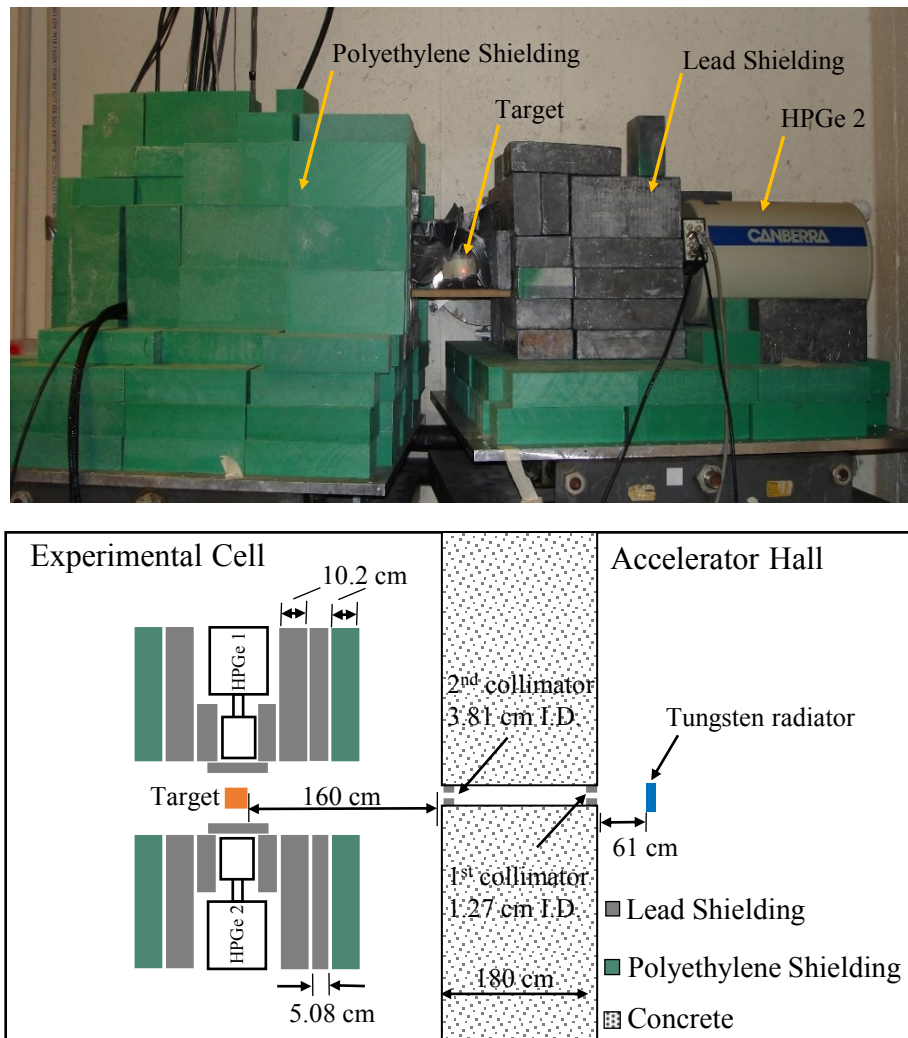 Polyethylene Shielding
Lead Shielding
Target
HPGe 2
CANBERRA
Experimental Cell
Accelerator Hall
10.2 cm
HPGe 1
2nd collimator
3.81 cm I.D.
Tungsten radiator
Target
160 cm
61 cm
1st collimator
1.27 cm I.D.
HPGe 2
Lead Shielding
180 cm
Polyethylene Shielding
5.08 cm
Concrete